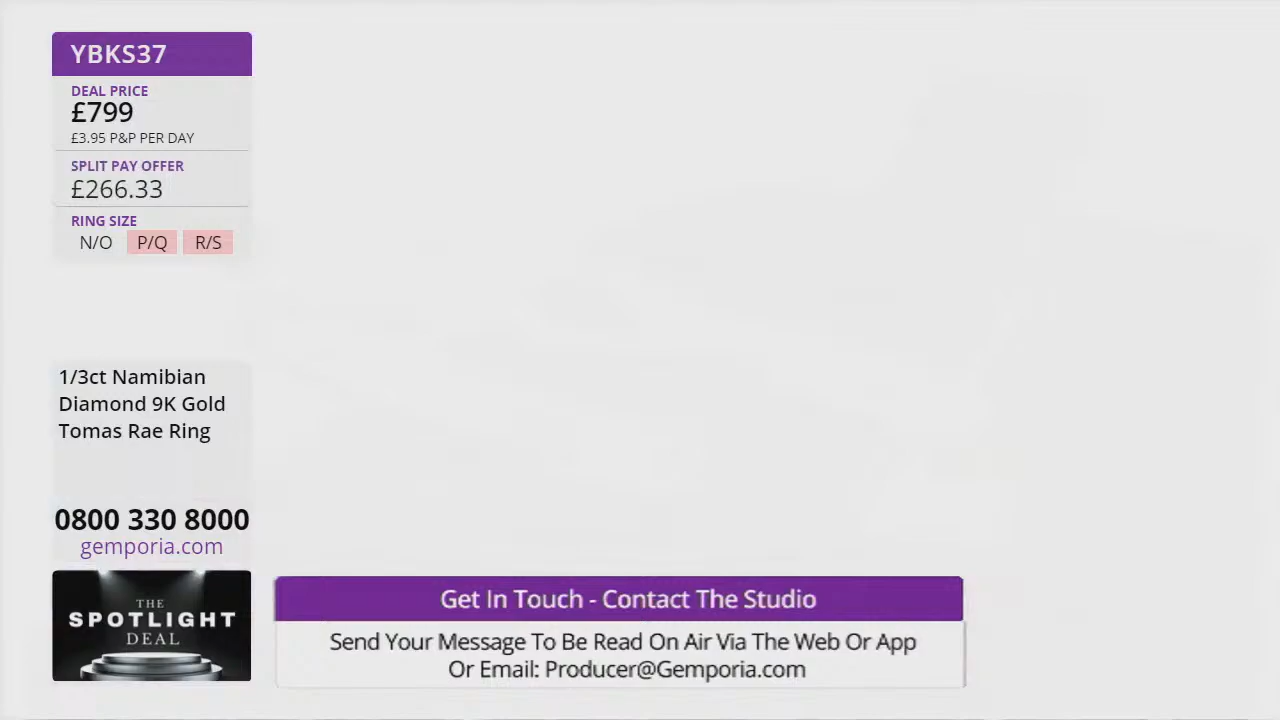 YBKS37
DEAL PRICE
£799
£3.95 P&P PER DAY
SPLIT PAY OFFER
£266.33
RING SIZE
N/O P/Q R/S
1/3ct Namibian
Diamond 9K Gold
Tomas Rae Ring
0800 330 8000
gemporia.com
THE
SPOTLIGHT
DEAL
Get In Touch - Contact The Studio
Send Your Message To Be Read On Air Via The Web Or App
Or Email: Producer@Gemporia.com